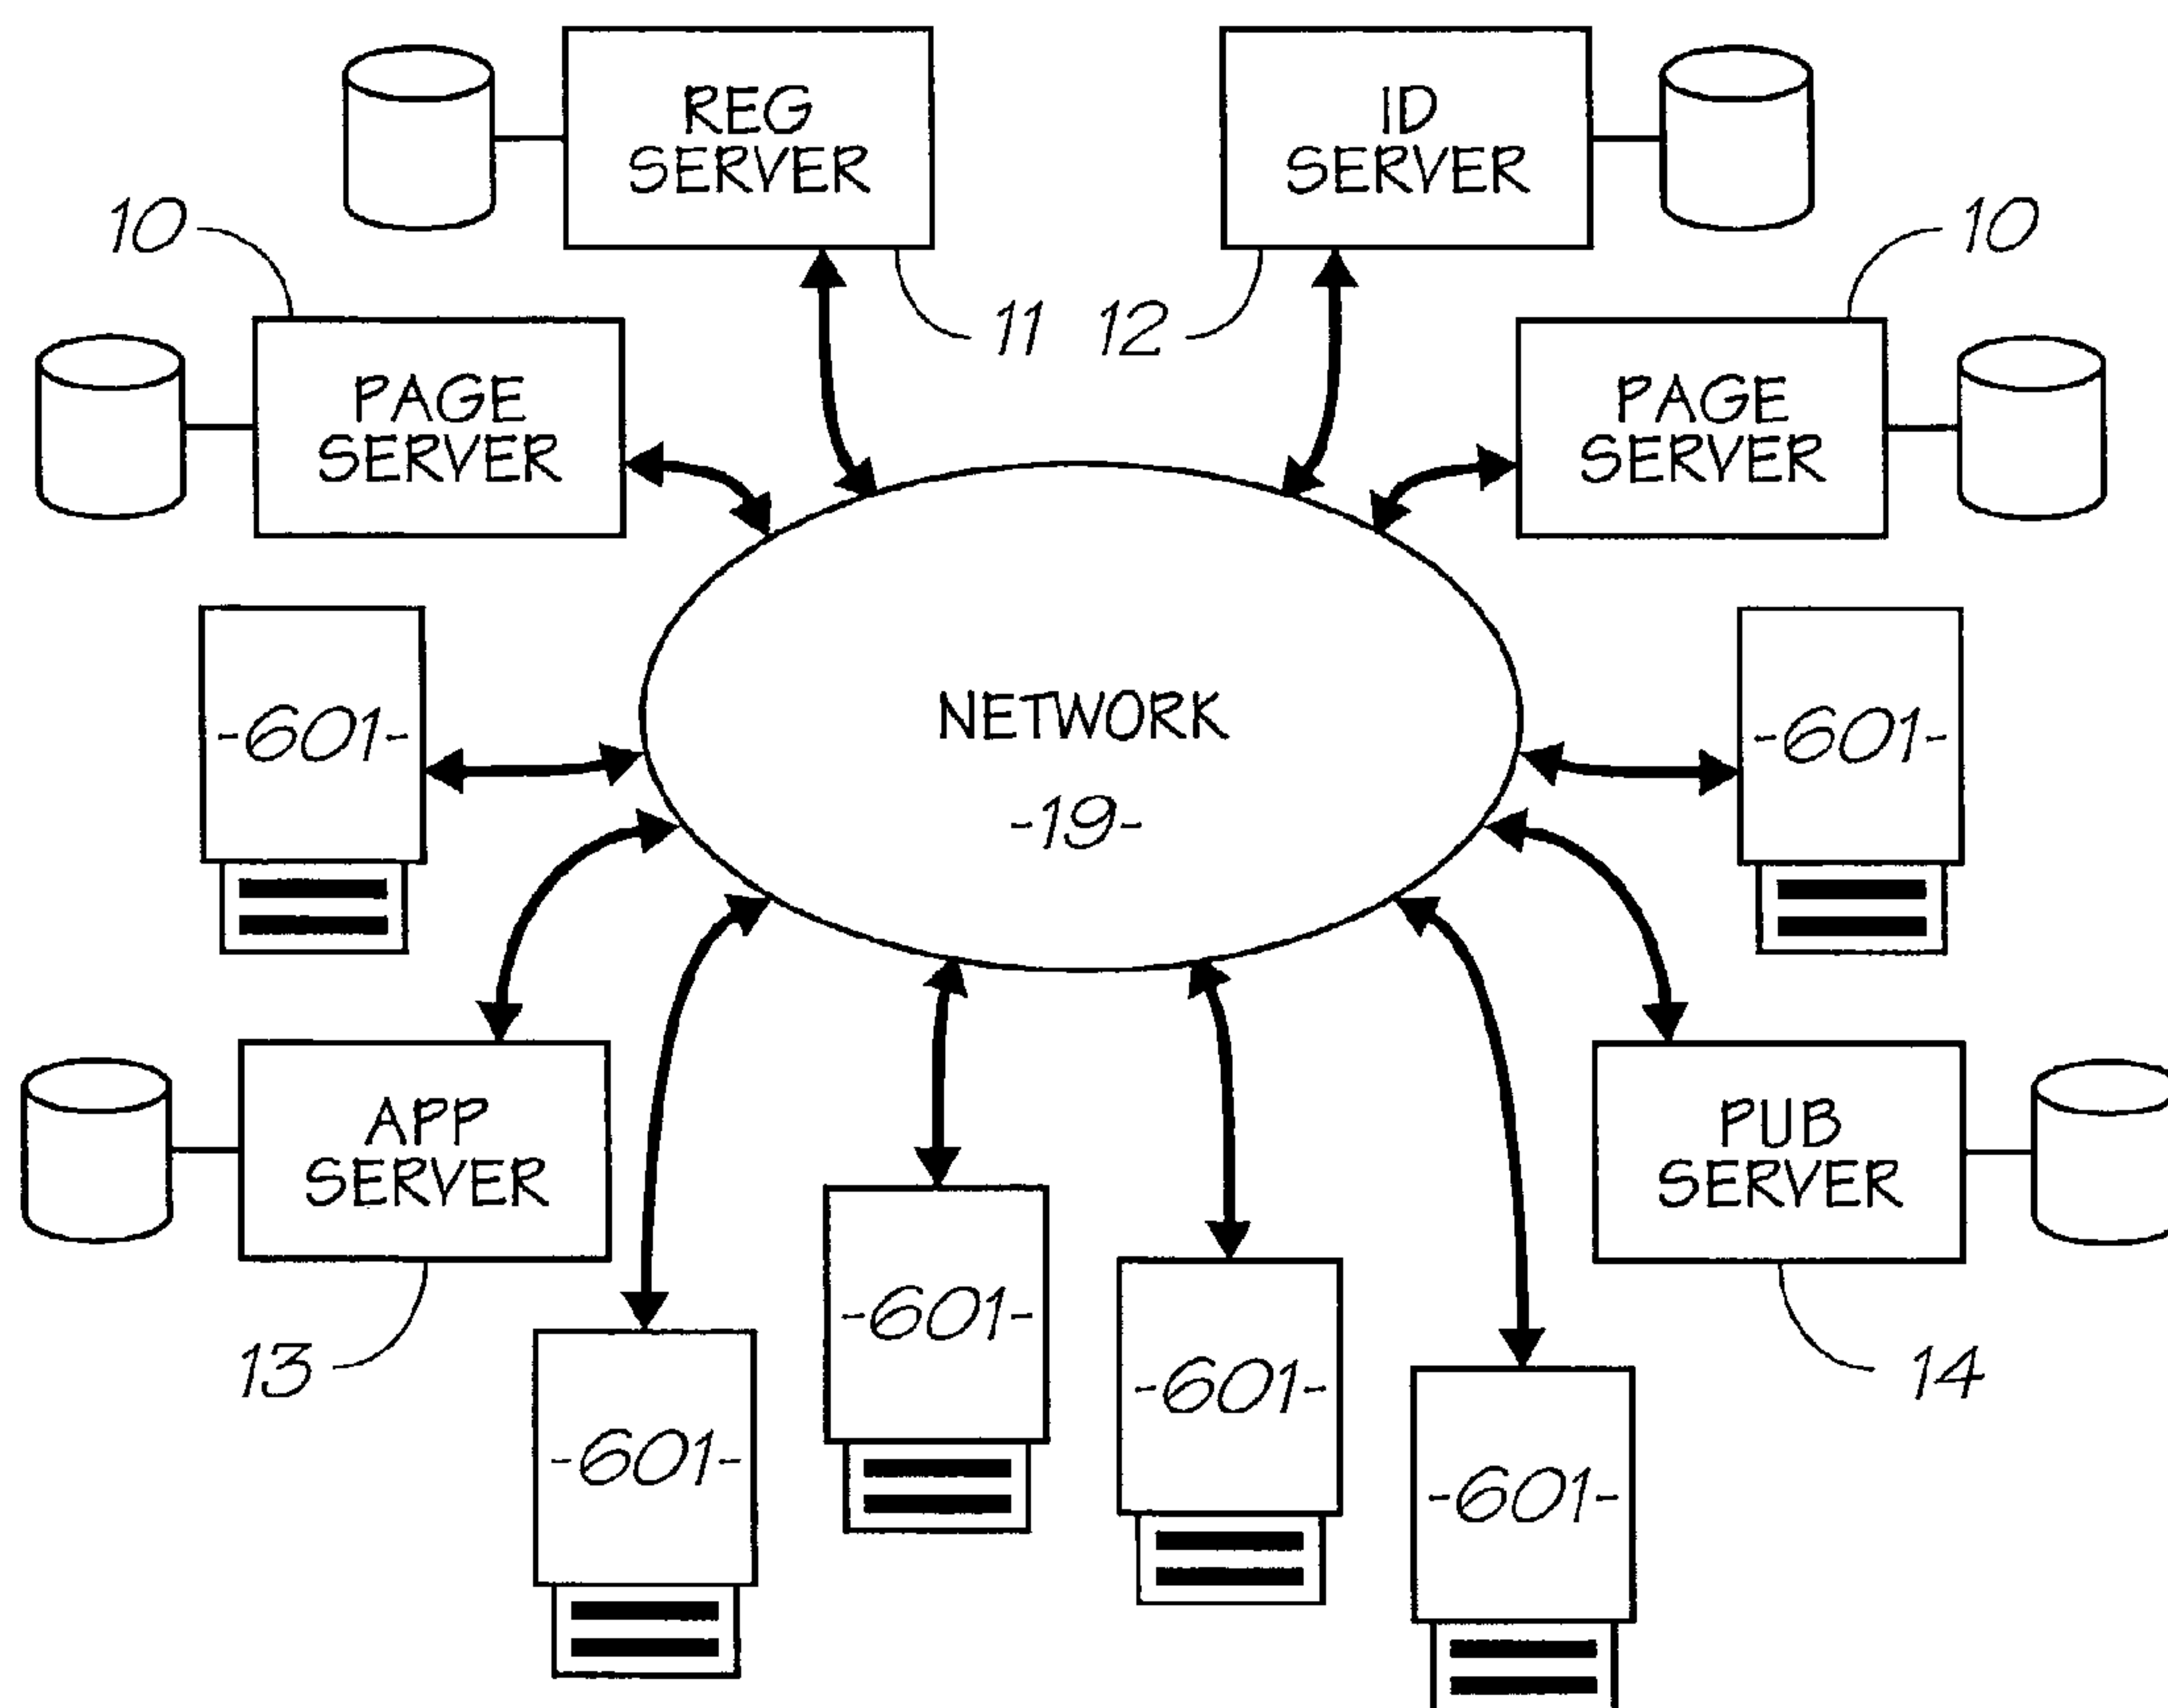 REG
SERVER
ID
SERVER
10
10
11
12
PAGE
SERVER
PAGE
SERVER
-601-
NETWORK
-19-
-601-
APP
SERVER
PUB
SERVER
13
-601-
-601-
-601-
-601-
14